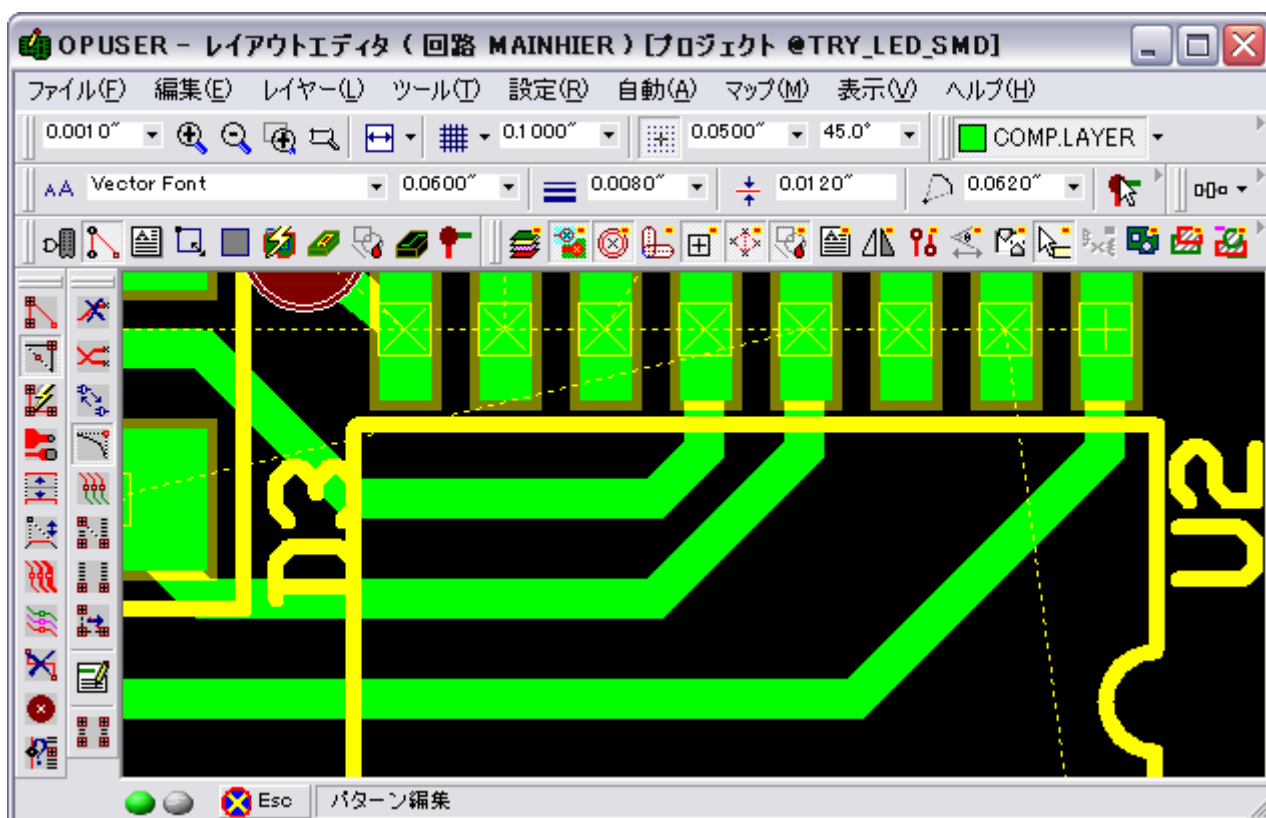 OPUSER - レイアウトエディタ ( 回路 MAINHIER ) [プロジェクト @TRY_LED_SMD]
ファイル(F) 編集(E) レイヤー(L) ツール(T) 設定(R) 自動(A) マップ(M) 表示(V) ヘルプ(H)
0.0010″ 0.1000″ 0.0500″ 45.0° COMP.LAYER
AA Vector Font 0.0600″ 0.0080″ 0.0120″ 0.0620″
D3
U2
Esc パターン編集